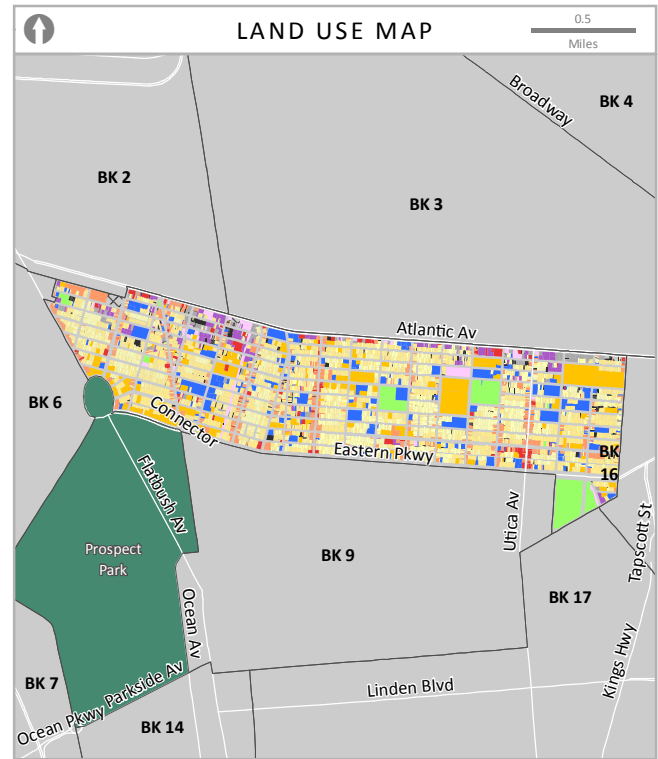 LAND USE MAP
0.5
Miles
Broadway
BK 4
BK 2
BK 3
Atlantic Av
BK 6
Connector
Eastern Pkwy
BK
16
Flatbush Av
Utica Av
Tapscott St
Prospect
Park
BK 9
BK 17
Ocean Av
Kings Hwy
BK 7
Linden Blvd
Ocean Pkwy
Parkside Av
BK 14